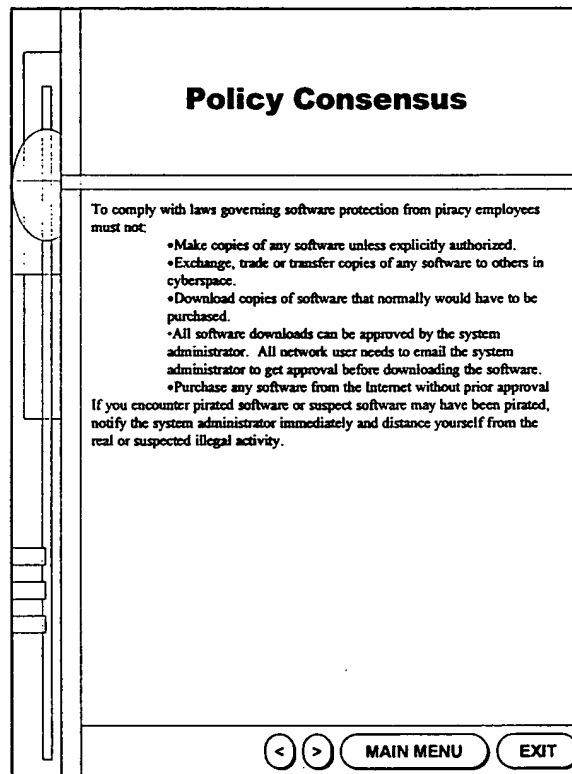 Policy Consensus
To comply with laws governing software protection from piracy employees
must not:
•Make copies of any software unless explicitly authorized.
•Exchange, trade or transfer copies of any software to others in
cyberspace.
•Download copies of software that normally would have to be
purchased.
•All software downloads can be approved by the system
administrator. All network user needs to email the system
administrator to get approval before downloading the software.
•Purchase any software from the Internet without prior approval
If you encounter pirated software or suspect software may have been pirated,
notify the system administrator immediately and distance yourself from the
real or suspected illegal activity.
< > MAIN MENU EXIT